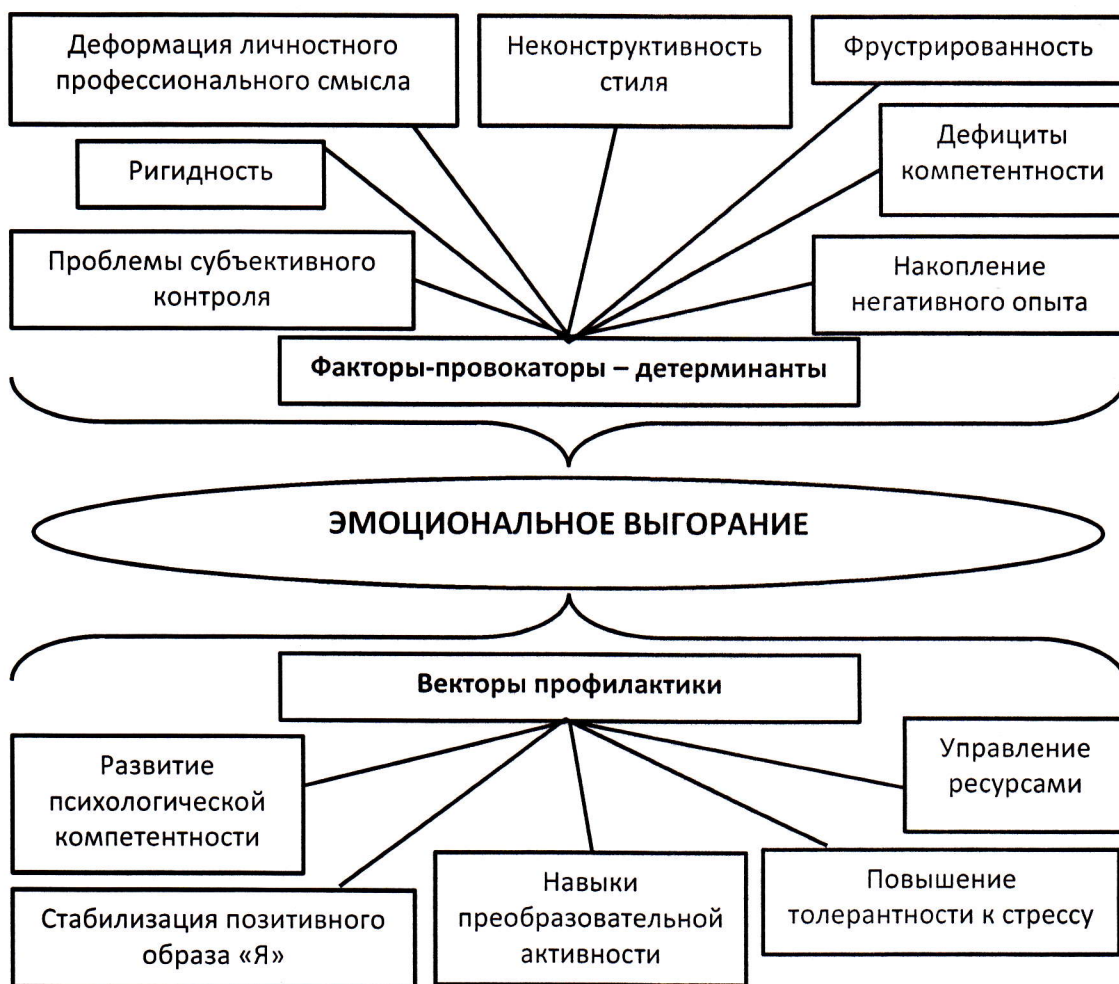 Деформация личностного
профессионального смысла
Неконструктивность
стиля
Фрустрированность
Ригидность
Дефициты
компетентности
Проблемы субъективного
контроля
Накопление
негативного опыта
Факторы-провокаторы – детерминанты
ЭМОЦИОНАЛЬНОЕ ВЫГОРАНИЕ
Векторы профилактики
Развитие
психологической
компетентности
Управление
ресурсами
Стабилизация позитивного
образа «Я»
Навыки
преобразовательной
активности
Повышение
толерантности к стрессу